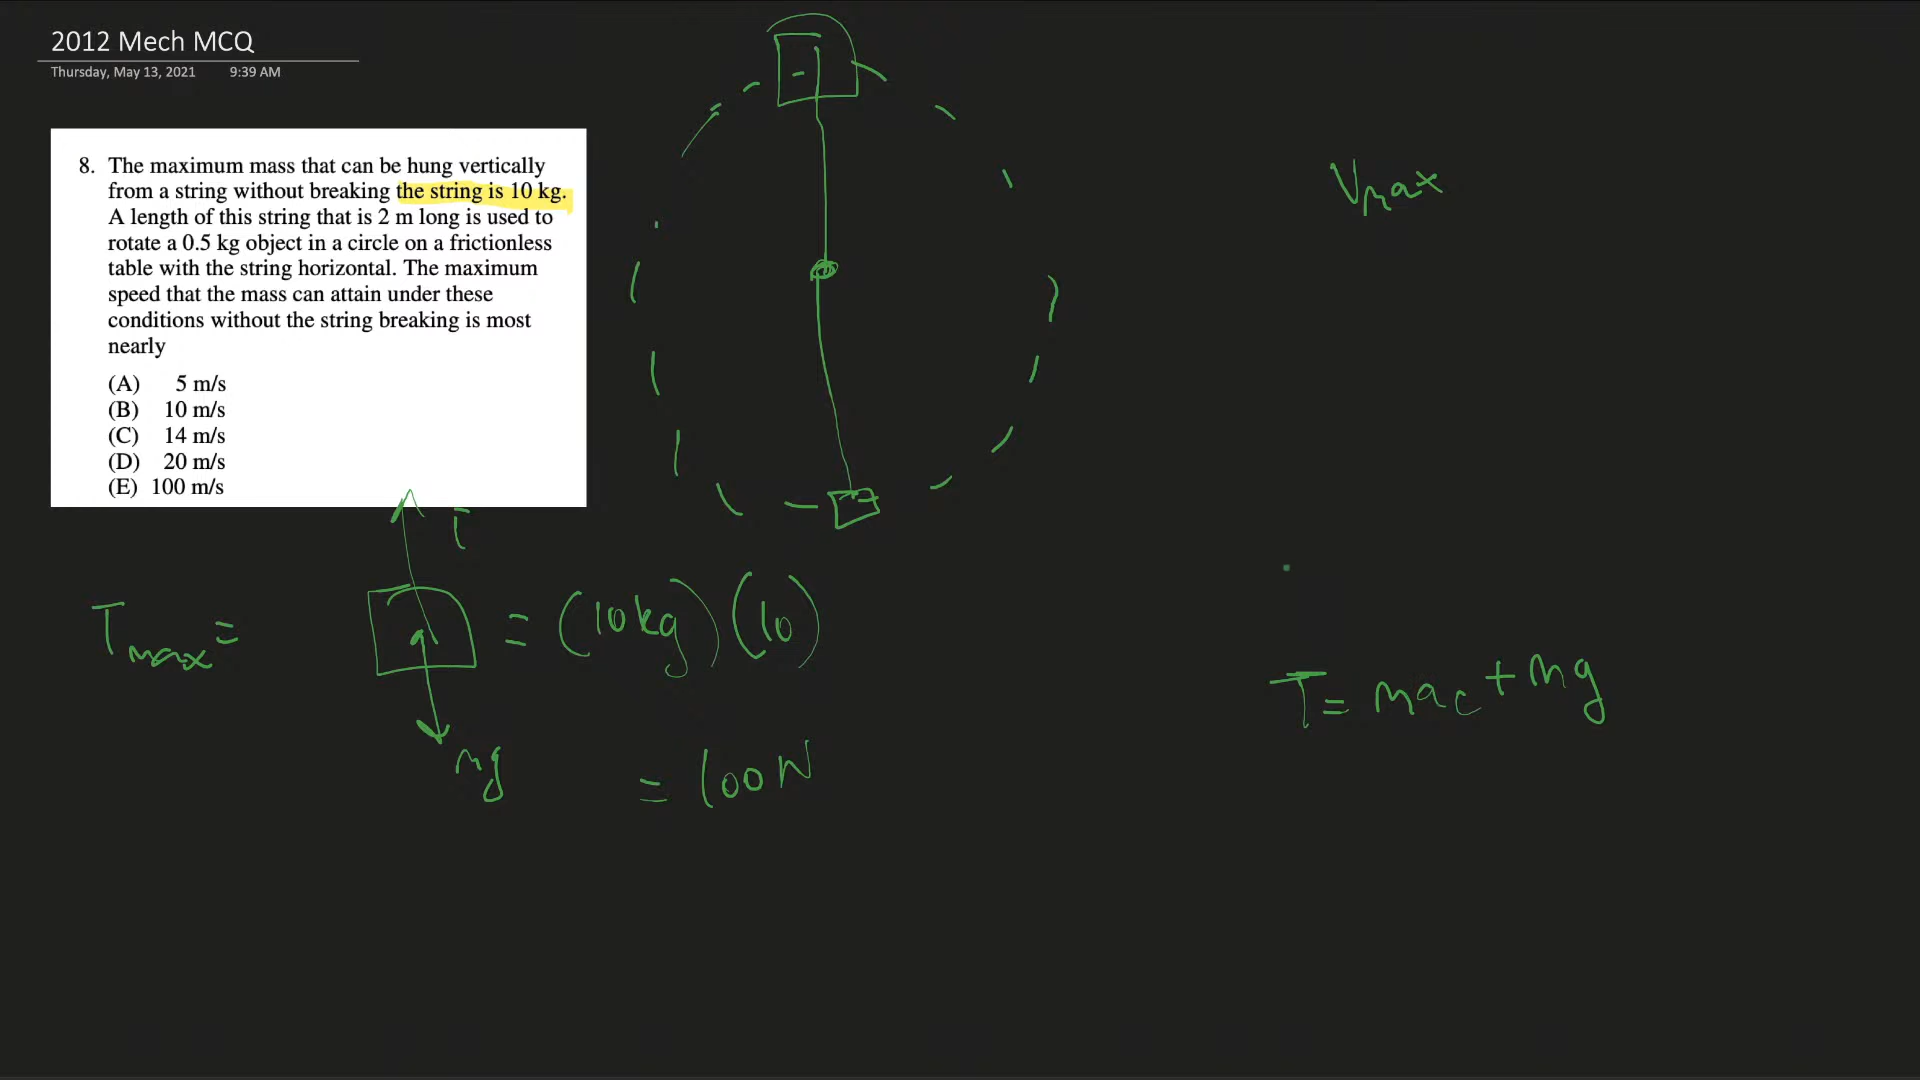 2012 Mech MCQ
Thursday, May 13, 2021 9:39 AM
8. The maximum mass that can be hung vertically
from a string without breaking the string is 10 kg.
A length of this string that is 2 m long is used to
rotate a 0.5 kg object in a circle on a frictionless
table with the string horizontal. The maximum
speed that the mass can attain under these
conditions without the string breaking is most
nearly
(A) 5 m/s
(B) 10 m/s
(C) 14 m/s
(D) 20 m/s
(E) 100 m/s
Vmax
T
Tmax = = (10kg)(10)
mg
= 100N
T = mac + mg